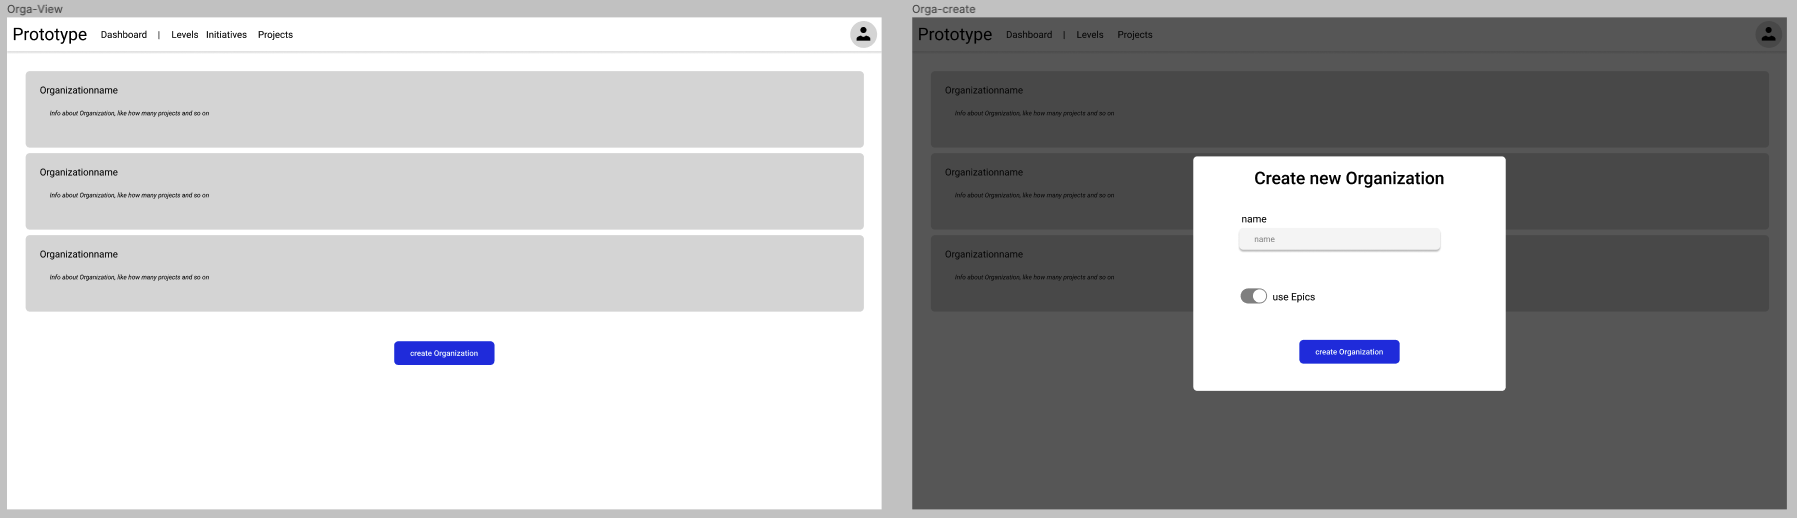 Orga-View
Prototype Dashboard | Levels Initiatives Projects
Organizationname
Info about Organization, like how many projects and so on
Organizationname
Info about Organization, like how many projects and so on
Organizationname
Info about Organization, like how many projects and so on
create Organization
Orga-create
Prototype Dashboard | Levels Projects
Organizationname
Info about Organization, like how many projects and so on
Organizationname
Info about Organization, like how many projects and so on
Organizationname
Info about Organization, like how many projects and so on
Create new Organization
name
name
use Epics
create Organization